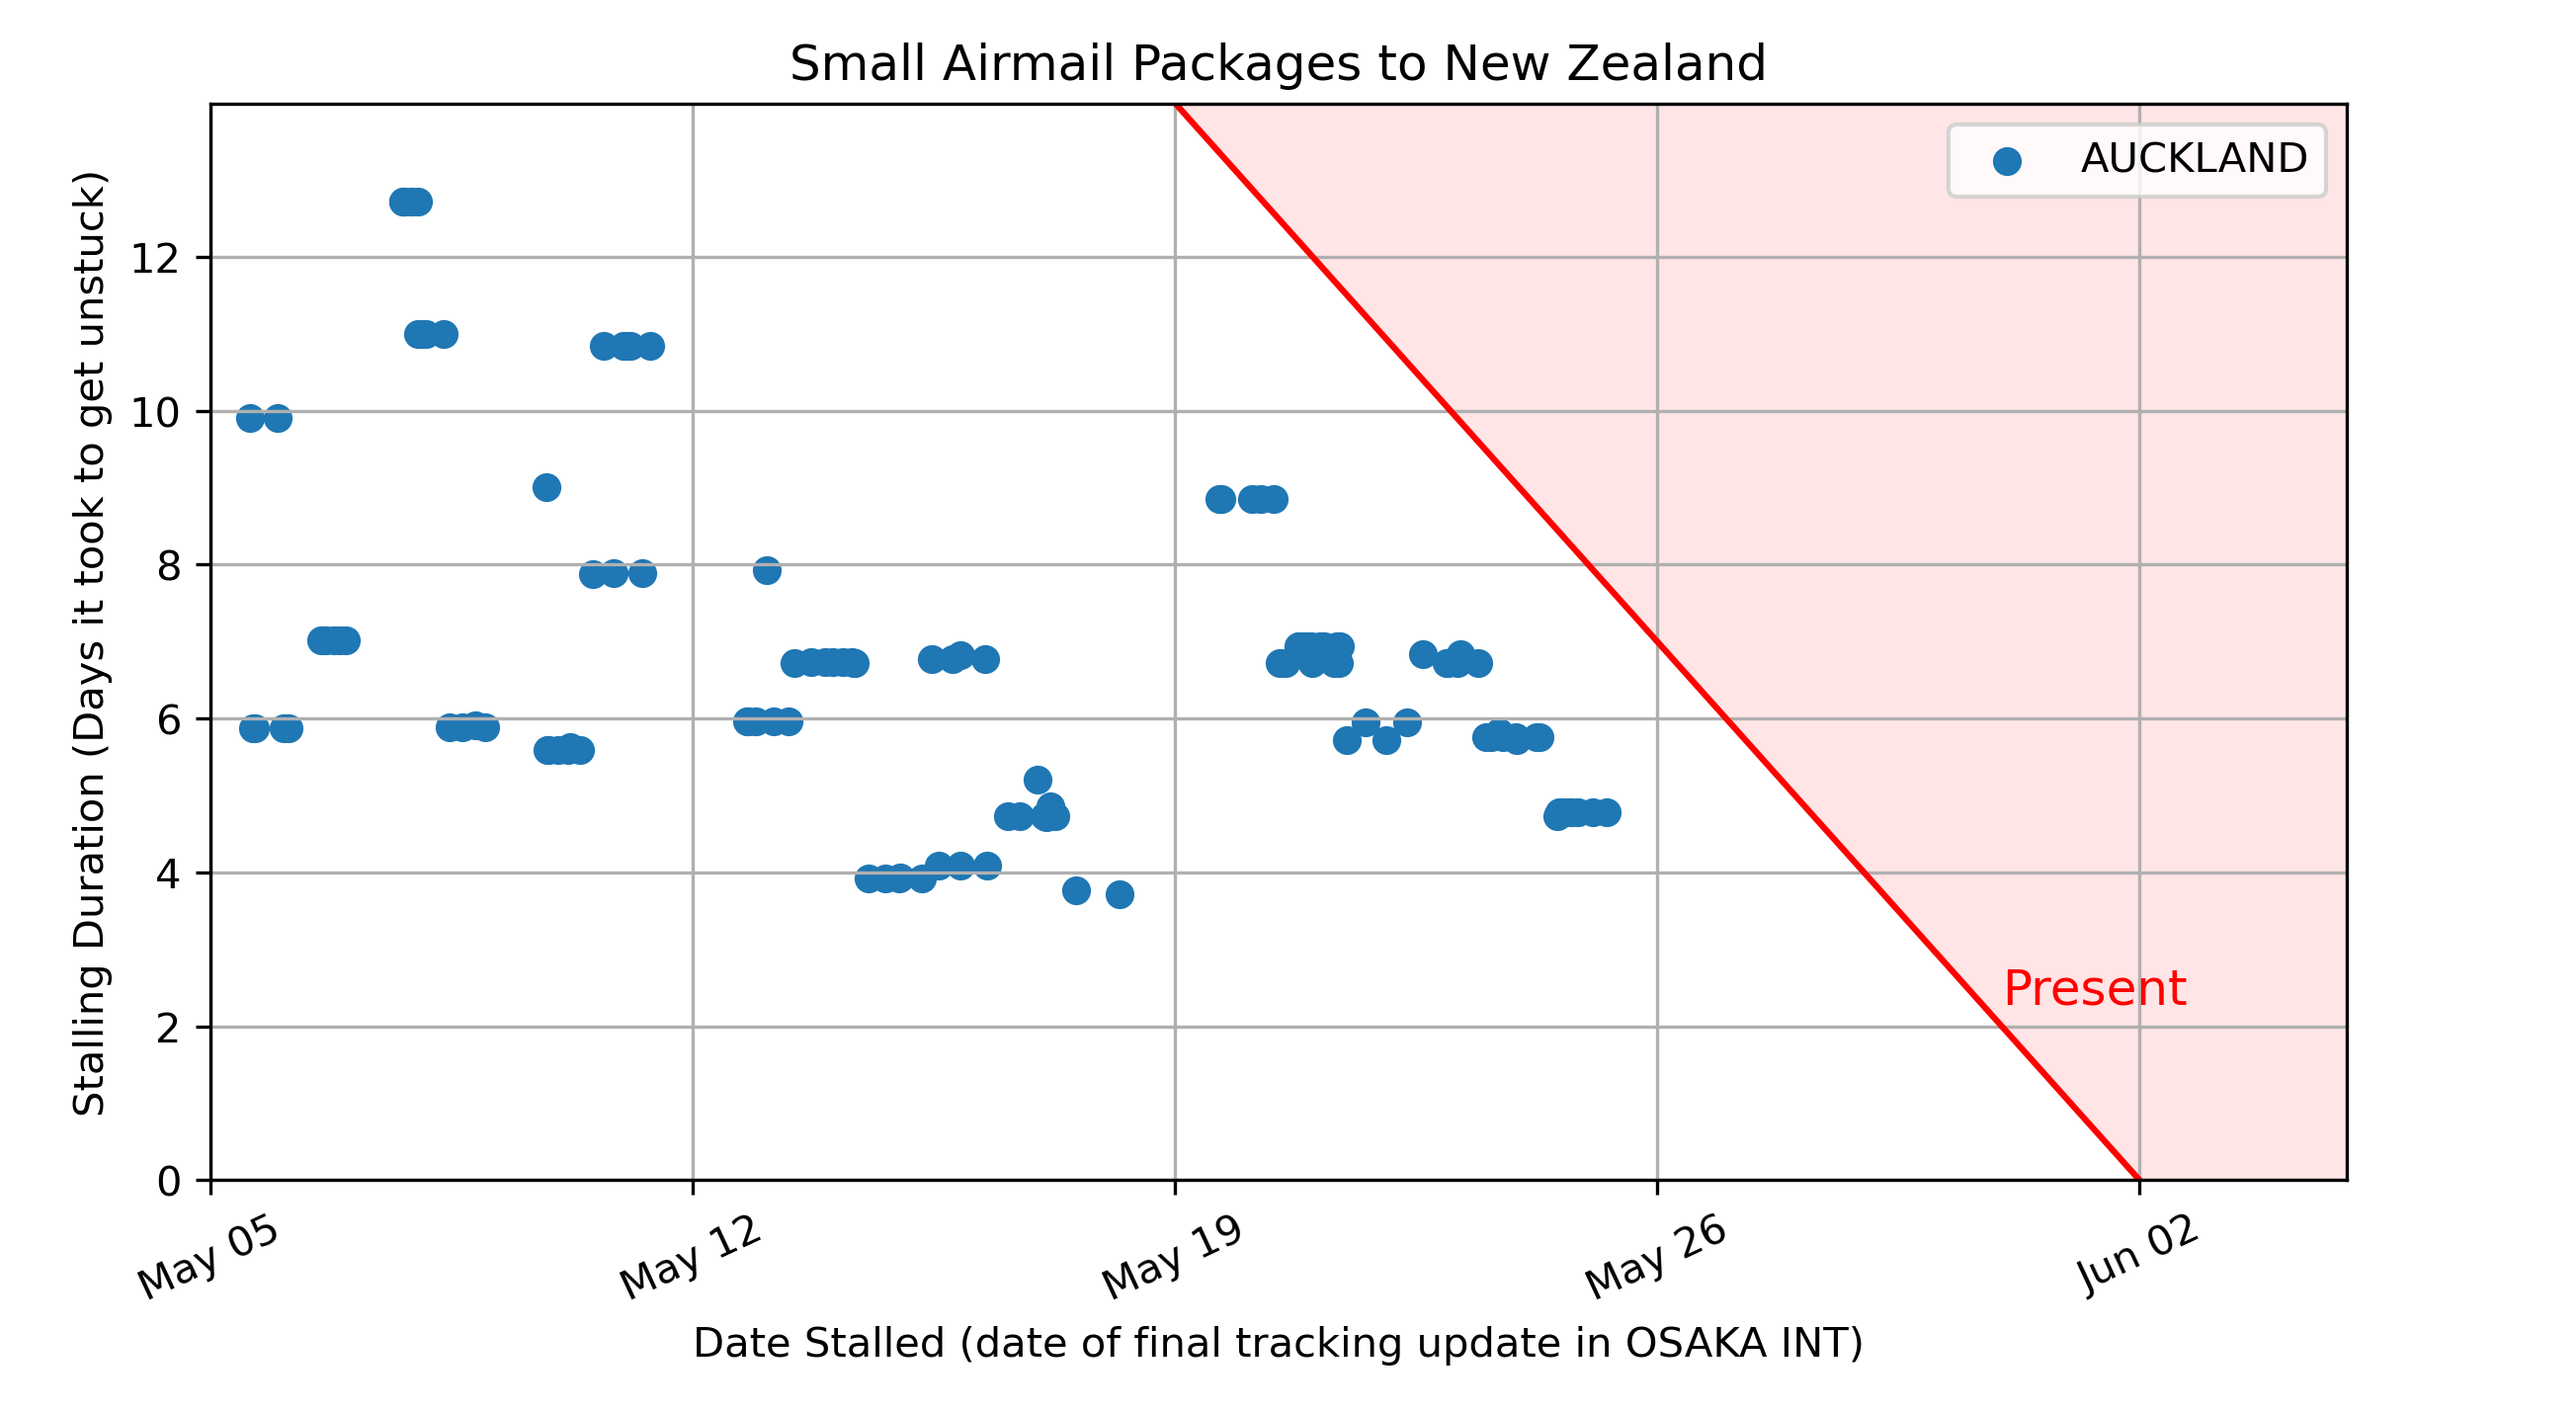 Small Airmail Packages to New Zealand
AUCKLAND
Stalling Duration (Days it took to get unstuck)
12
10
8
6
4
2
0
Present
May 05
May 12
May 19
May 26
Jun 02
Date Stalled (date of final tracking update in OSAKA INT)